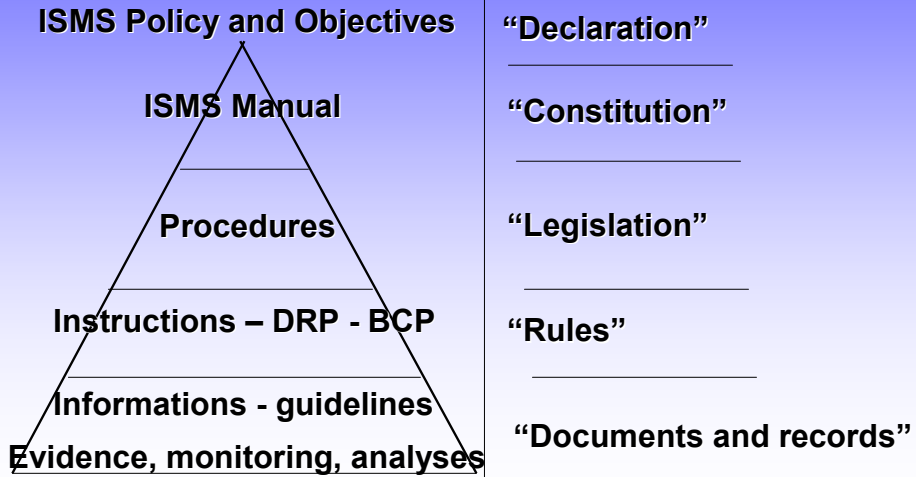 ISMS Policy and Objectives
“Declaration”
ISMS Manual
“Constitution”
Procedures
“Legislation”
Instructions – DRP - BCP
“Rules”
Informations - guidelines
Evidence, monitoring, analyses
“Documents and records”